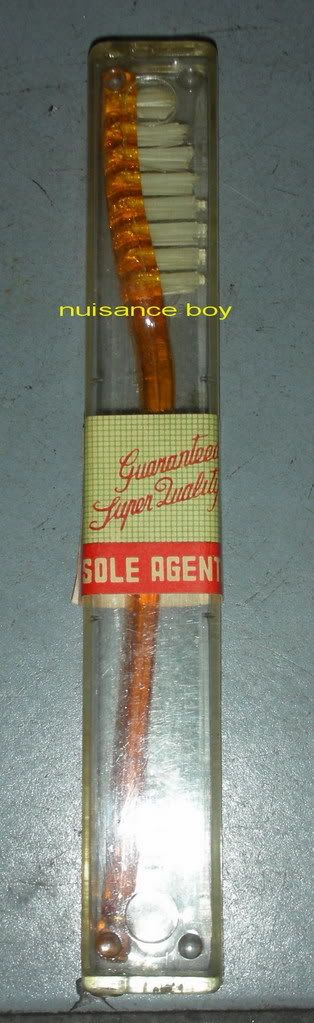 nuisance boy
Guaranteed
Super Quality
SOLE AGENT